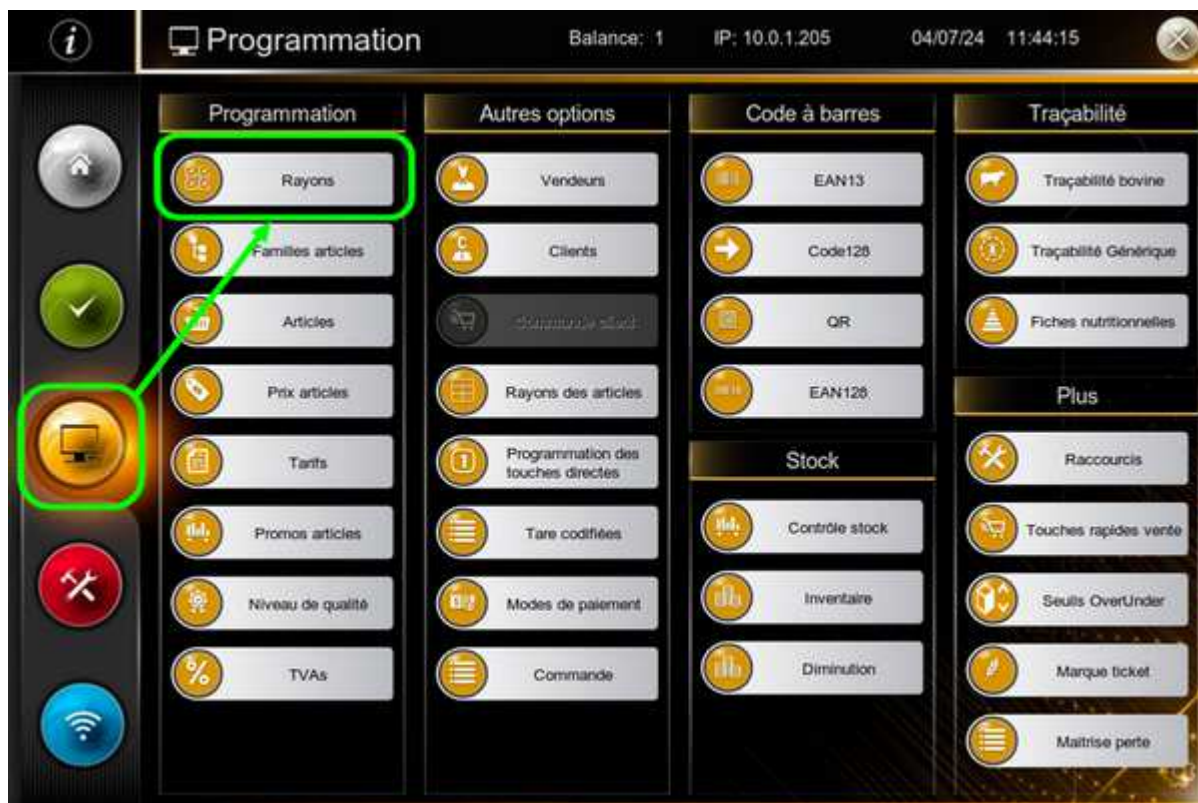 Programmation
Balance: 1
IP: 10.0.1.205
04/07/24
11:44:15
Programmation
Rayons
Familles articles
Articles
Prix articles
Tarifs
Promos articles
Niveau de qualité
TVAs
Autres options
Vendeurs
Clients
Commande client
Rayons des articles
Programmation des
touches directes
Tare codifiées
Modes de paiement
Commande
Code à barres
EAN13
Code128
QR
EAN128
Stock
Contrôle stock
Inventaire
Diminution
Traçabilité
Traçabilité bovine
Traçabilité Générique
Fiches nutritionnelles
Plus
Raccourcis
Touches rapides vente
Seuils OverUnder
Marque ticket
Maitrise perte